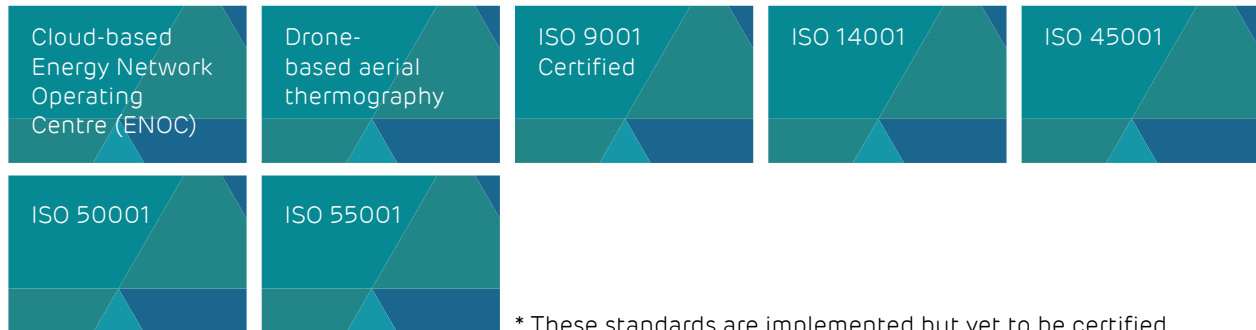 Cloud-based
Energy Network
Operating
Centre (ENOC)
Drone-
based aerial
thermography
ISO 9001
Certified
ISO 14001
ISO 45001
ISO 50001
ISO 55001
* These standards are implemented but yet to be certified